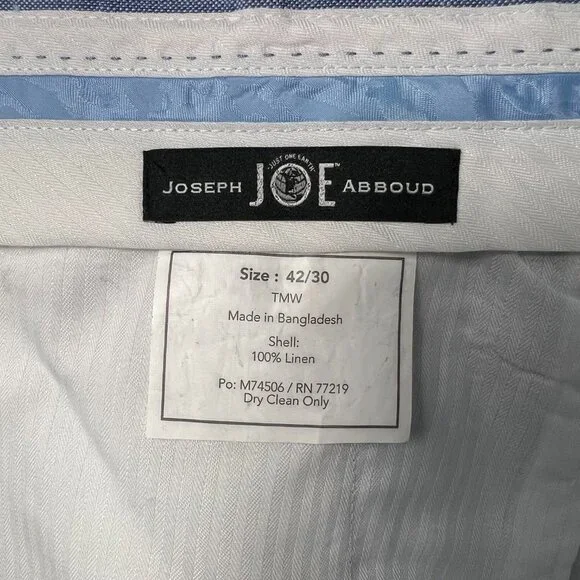 JUST ONE EARTH
JOSEPH JOE ABBOUD
Size : 42/30
TMW
Made in Bangladesh
Shell:
100% Linen
Po: M74506 / RN 77219
Dry Clean Only